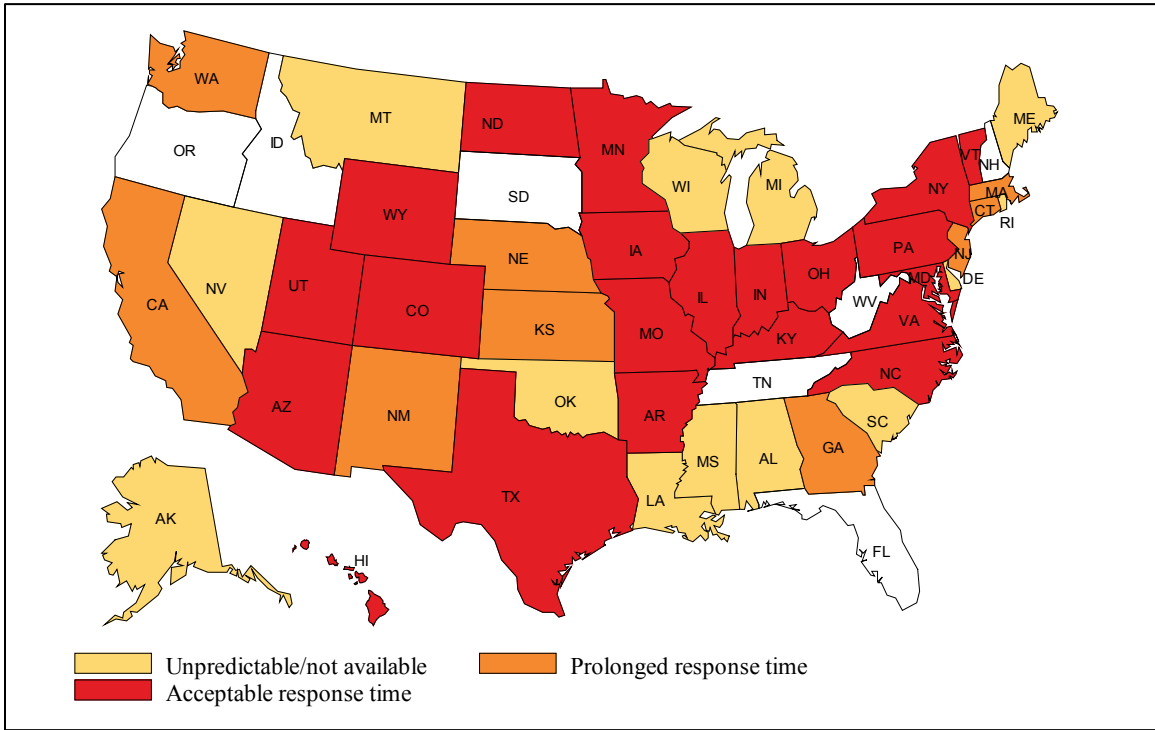 WA
MT
ND
MN
ME
OR
ID
SD
WI
MI
VT
NH
NY
MA
CT
RI
WY
IA
PA
NJ
NE
NV
UT
CO
IL
IN
OH
MD
DE
CA
KS
MO
WV
VA
KY
AZ
NM
OK
AR
TN
NC
SC
MS
AL
GA
TX
LA
AK
HI
FL
Unpredictable/not available
Prolonged response time
Acceptable response time